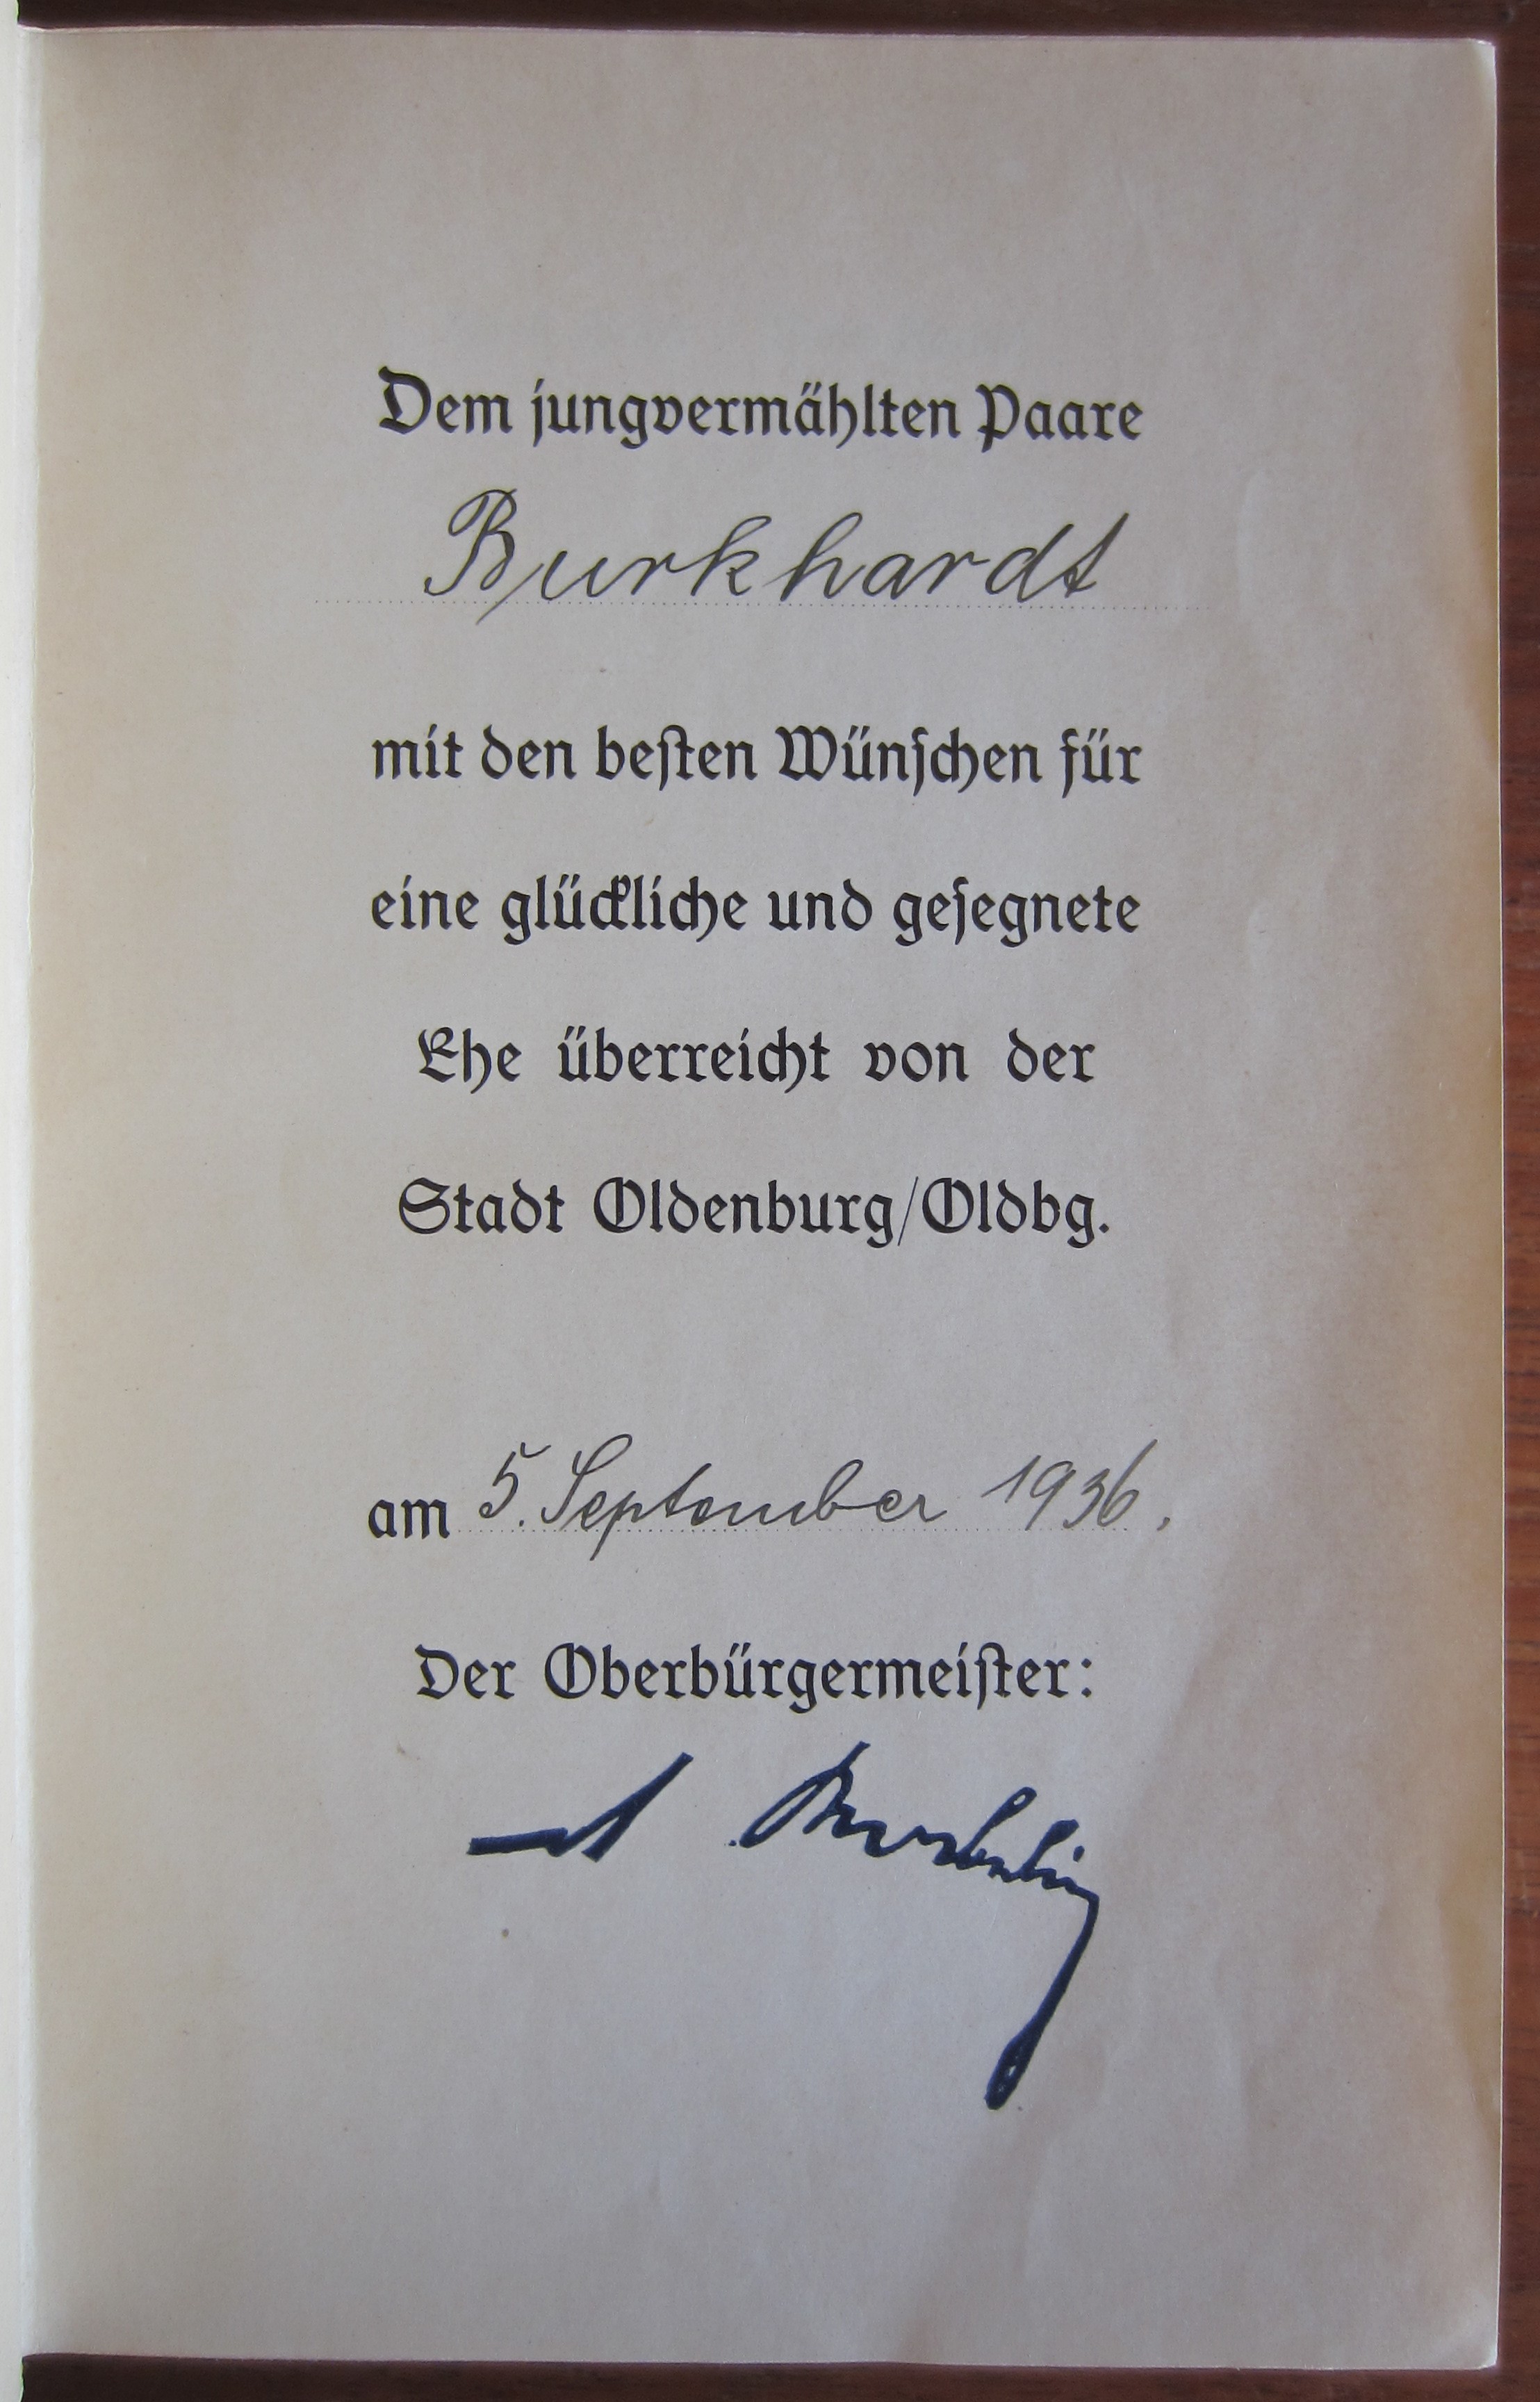 Dem jungvermählten Paare
Burkhardt
mit den besten Wünschen für
eine glückliche und gesegnete
Ehe überreicht von der
Stadt Oldenburg/Oldbg.
am 5. September 1936.
Der Oberbürgermeister: